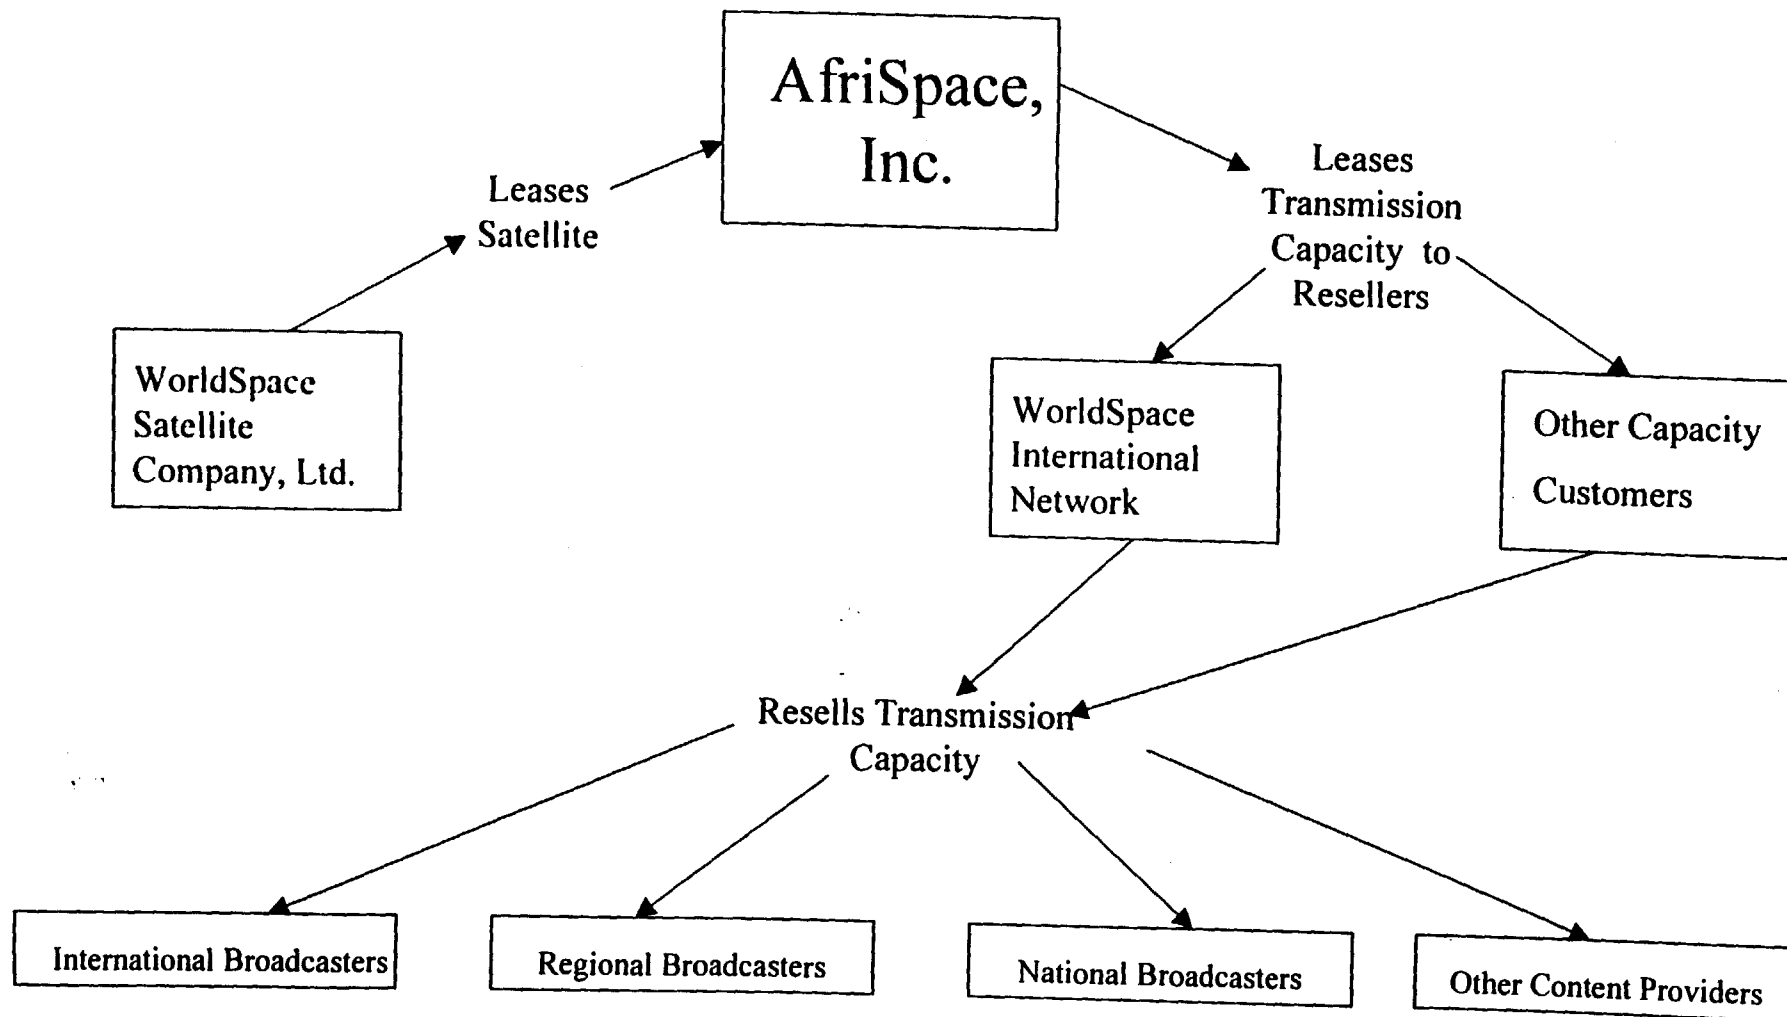 AfriSpace,
Inc.
Leases
Satellite
Leases
Transmission
Capacity to
Resellers
WorldSpace
Satellite
Company, Ltd.
WorldSpace
International
Network
Other Capacity
Customers
Resells Transmission
Capacity
International Broadcasters
Regional Broadcasters
National Broadcasters
Other Content Providers